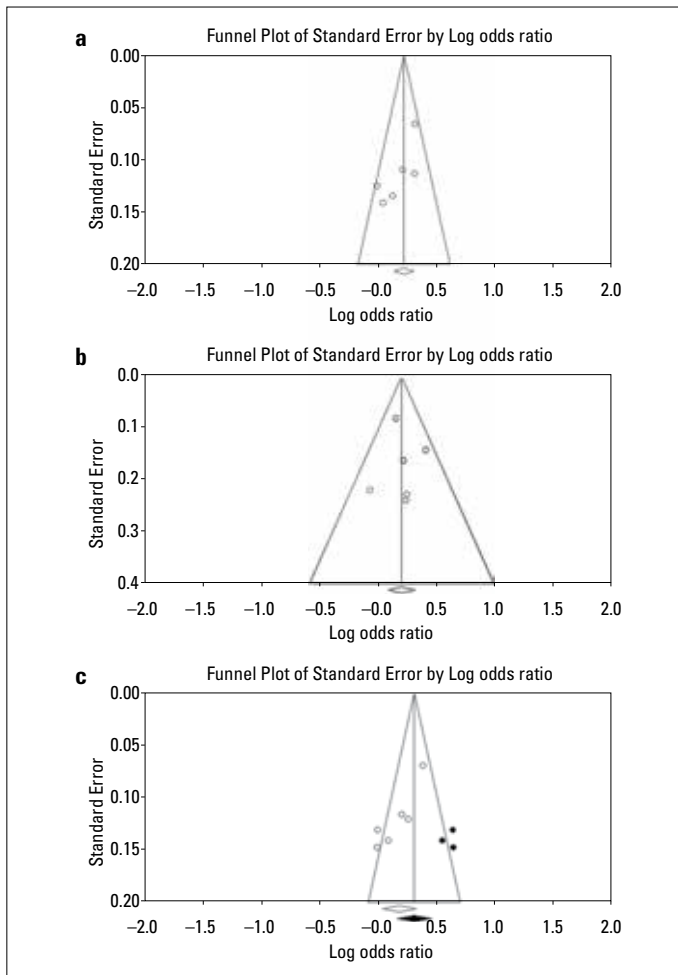 a
Funnel Plot of Standard Error by Log odds ratio
0.00
0.05
0.10
0.15
0.20
Standard Error
−2.0 −1.5 −1.0 −0.5 −0.0 0.5 1.0 1.5 2.0
Log odds ratio
b
Funnel Plot of Standard Error by Log odds ratio
0.0
0.1
0.2
0.3
0.4
Standard Error
−2.0 −1.5 −1.0 −0.5 −0.0 0.5 1.0 1.5 2.0
Log odds ratio
c
Funnel Plot of Standard Error by Log odds ratio
0.00
0.05
0.10
0.15
0.20
Standard Error
−2.0 −1.5 −1.0 −0.5 −0.0 0.5 1.0 1.5 2.0
Log odds ratio